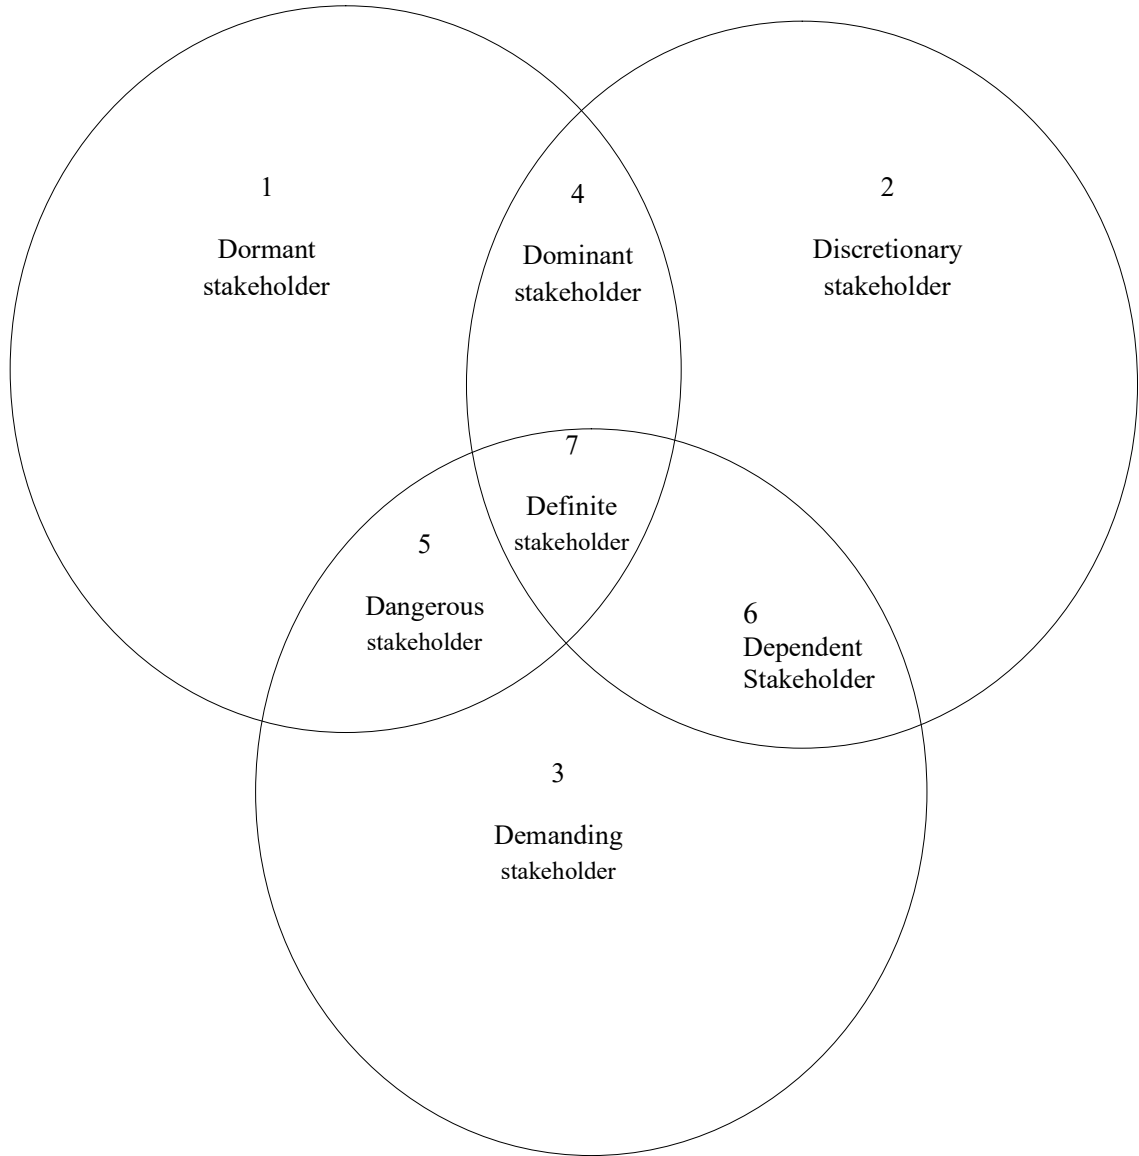 1
Dormant
stakeholder
4
Dominant
stakeholder
2
Discretionary
stakeholder
7
Definite
stakeholder
5
Dangerous
stakeholder
6
Dependent
Stakeholder
3
Demanding
stakeholder